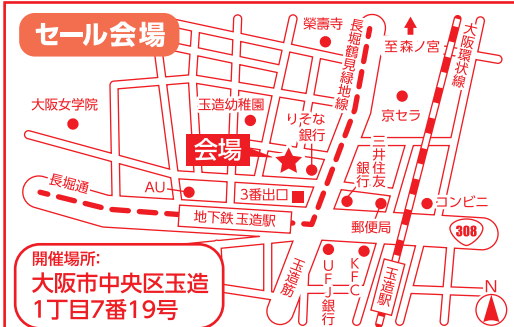 セール会場
榮壽寺
長堀鶴見緑地線
至森ノ宮
大阪環状線
大阪女学院
玉造幼稚園
りそな
銀行
京セラ
会場
三井住友
銀行
AU
3番出口
コンビニ
長堀通
地下鉄 玉造駅
郵便局
308
開催場所:
大阪市中央区玉造
1丁目7番19号
玉造筋
UFJ銀行
KFC
玉造駅
N